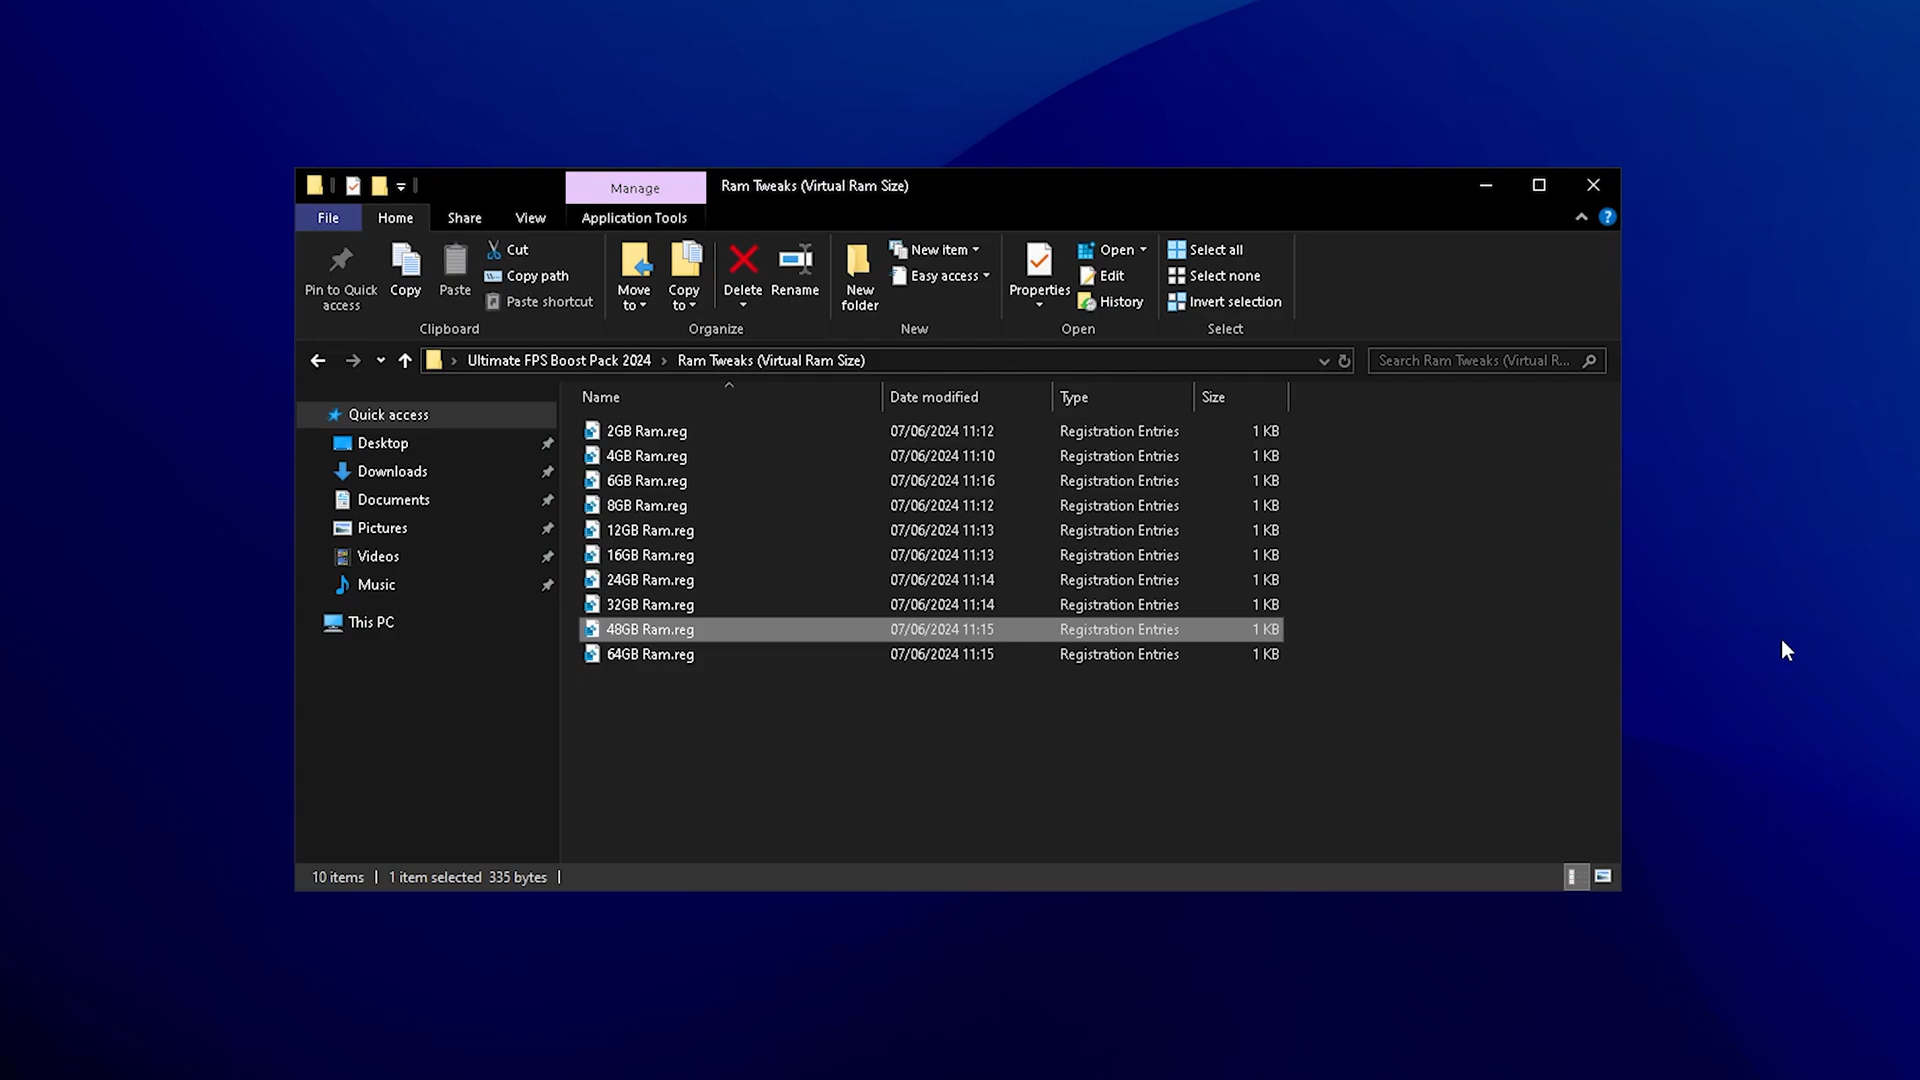 Manage
Ram Tweaks (Virtual Ram Size)
File
Home
Share
View
Application Tools
Pin to Quick
access
Copy
Paste
Cut
Copy path
Paste shortcut
Clipboard
Move
to
Copy
to
Delete
Rename
Organize
New
folder
New item
Easy access
New
Properties
Open
Edit
History
Open
Select all
Select none
Invert selection
Select
Ultimate FPS Boost Pack 2024 > Ram Tweaks (Virtual Ram Size)
Search Ram Tweaks (Virtual R...
Quick access
Desktop
Downloads
Documents
Pictures
Videos
Music
This PC
Name Date modified Type Size
2GB Ram.reg 07/06/2024 11:12 Registration Entries 1 KB
4GB Ram.reg 07/06/2024 11:10 Registration Entries 1 KB
6GB Ram.reg 07/06/2024 11:16 Registration Entries 1 KB
8GB Ram.reg 07/06/2024 11:12 Registration Entries 1 KB
12GB Ram.reg 07/06/2024 11:13 Registration Entries 1 KB
16GB Ram.reg 07/06/2024 11:13 Registration Entries 1 KB
24GB Ram.reg 07/06/2024 11:14 Registration Entries 1 KB
32GB Ram.reg 07/06/2024 11:14 Registration Entries 1 KB
48GB Ram.reg 07/06/2024 11:15 Registration Entries 1 KB
64GB Ram.reg 07/06/2024 11:15 Registration Entries 1 KB
10 items | 1 item selected 335 bytes |